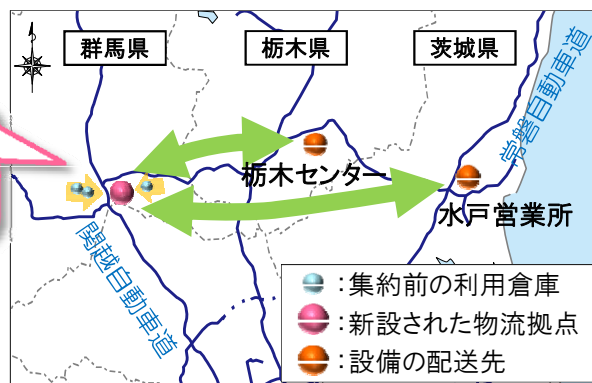 群馬県
栃木県
茨城県
常磐自動車道
栃木センター
水戸営業所
関越自動車道
:集約前の利用倉庫
:新設された物流拠点
:設備の配送先